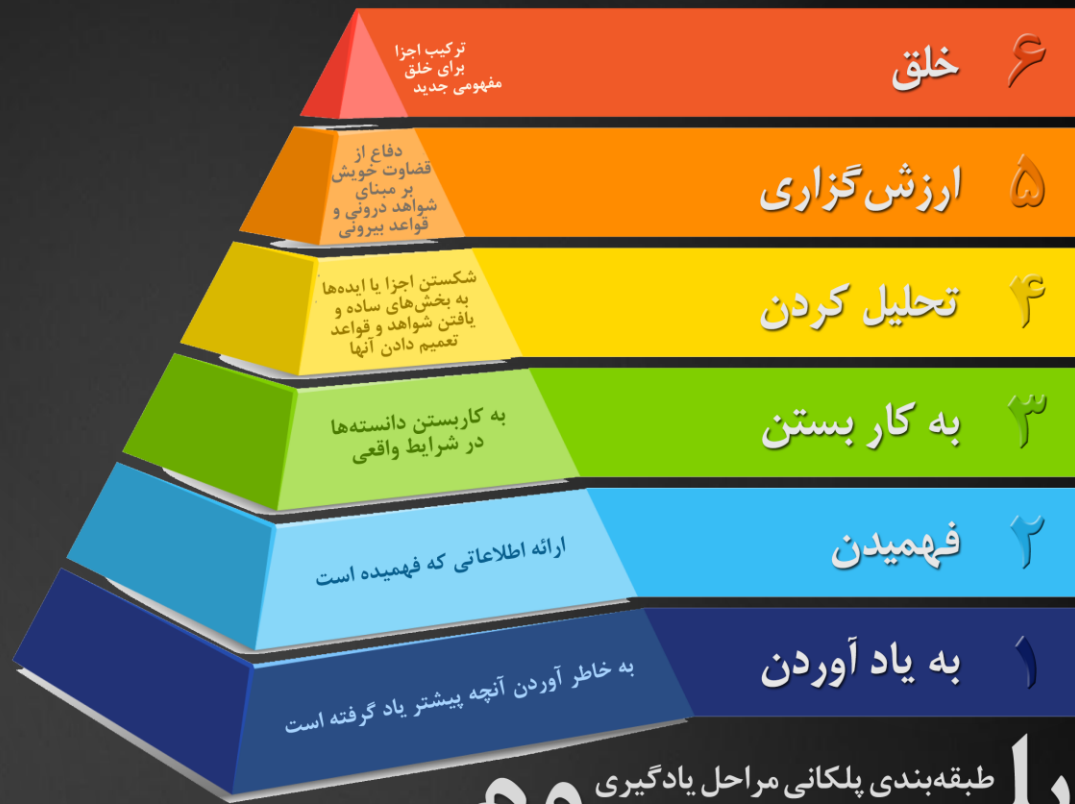 ۶ خلق
ترکیب اجزا
برای خلق
مفهومی جدید
۵ ارزش‌گزاری
دفاع از
قضاوت خویش
بر مبنای
شواهد درونی و
قواعد بیرونی
۴ تحلیل کردن
شکستن اجزا یا ایده‌ها
به بخش‌های ساده و
یافتن شواهد و قواعد
تعمیم دادن آنها
۳ به کار بستن
به کاربستن دانسته‌ها
در شرایط واقعی
۲ فهمیدن
ارائه اطلاعاتی که فهمیده است
۱ به یاد آوردن
به خاطر آوردن آنچه پیشتر یاد گرفته است
طبقه‌بندی پلکانی مراحل یادگیری